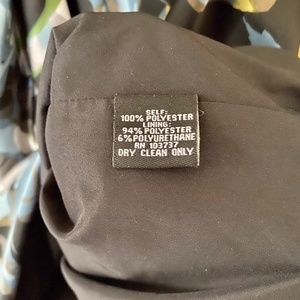 SELF:
100% POLYESTER
LINING:
94% POLYESTER
6% POLYURETHANE
RN 103737
DRY CLEAN ONLY